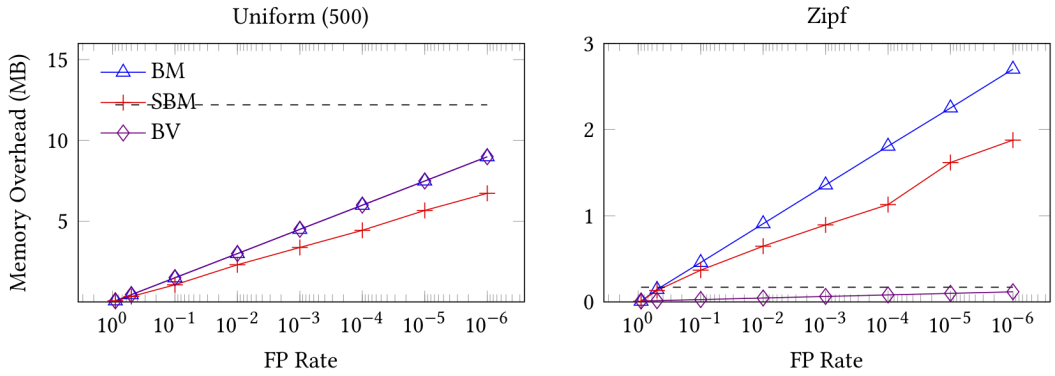 Uniform (500)
Memory Overhead (MB)
15
10
5
BM
SBM
BV
10^0 10^-1 10^-2 10^-3 10^-4 10^-5 10^-6
FP Rate
Zipf
3
2
1
0
10^0 10^-1 10^-2 10^-3 10^-4 10^-5 10^-6
FP Rate